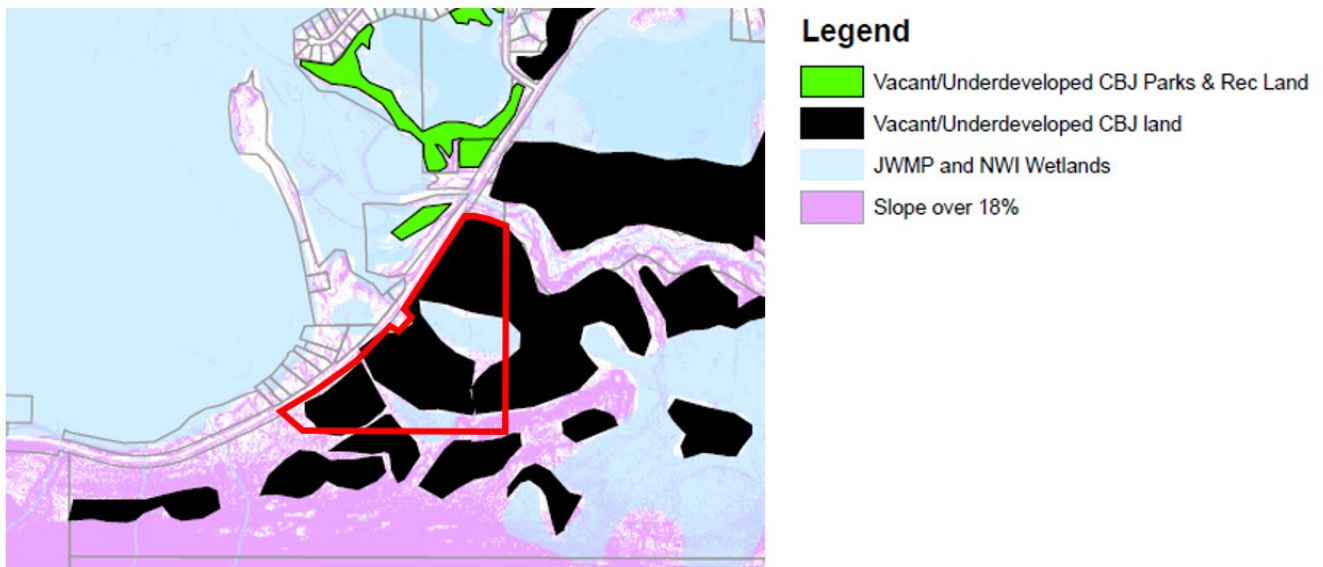 Legend
Vacant/Underdeveloped CBJ Parks & Rec Land
Vacant/Underdeveloped CBJ land
JWMP and NWI Wetlands
Slope over 18%